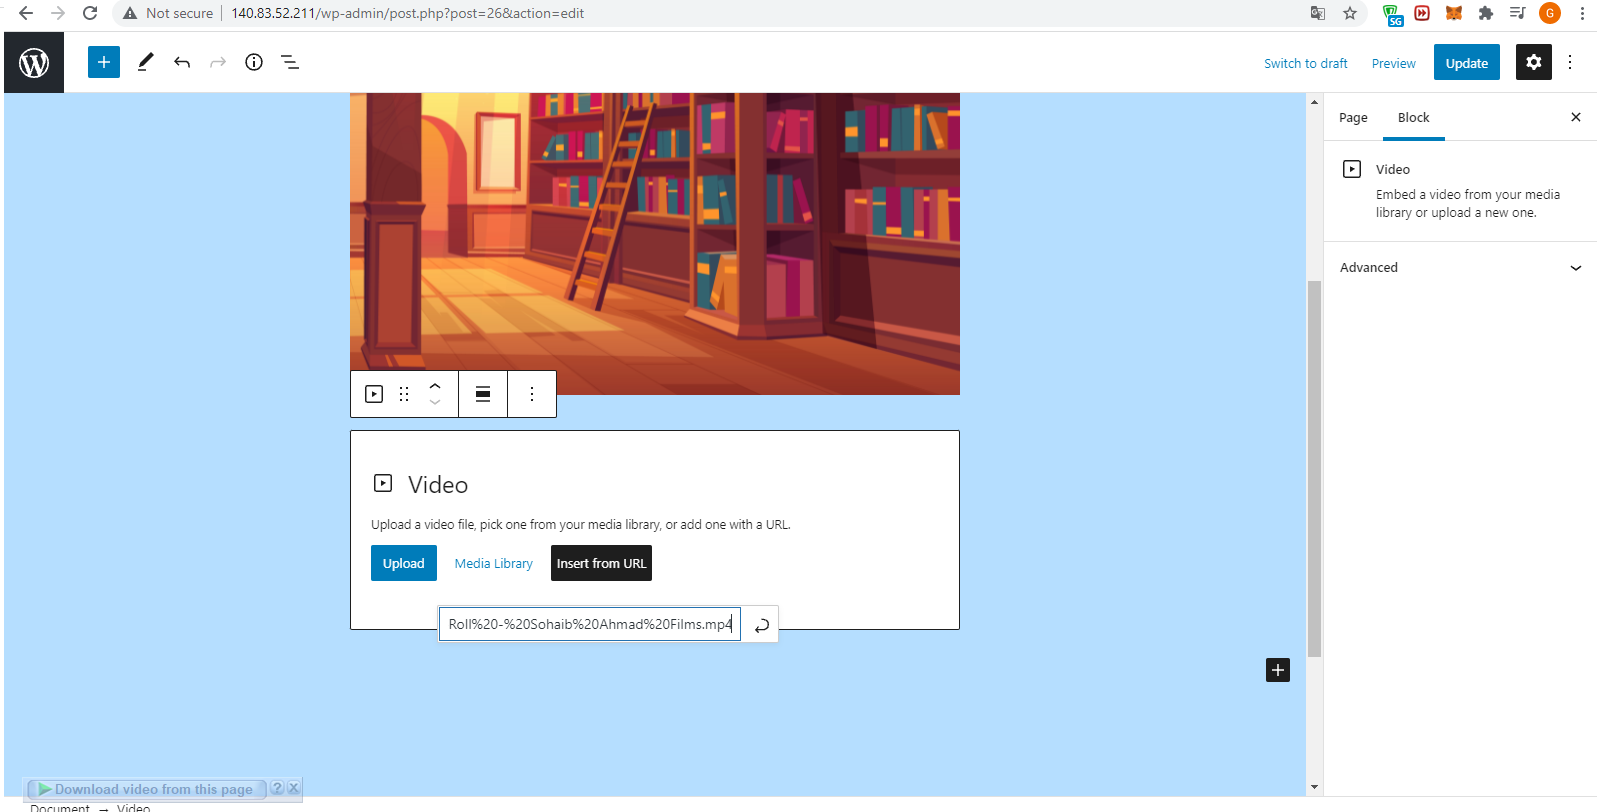 Not secure
140.83.52.211/wp-admin/post.php?post=26&action=edit
SG
G
Switch to draft
Preview
Update
Page
Block
Video
Embed a video from your media
library or upload a new one.
Advanced
Video
Upload a video file, pick one from your media library, or add one with a URL.
Upload
Media Library
Insert from URL
Roll%20-%20Sohaib%20Ahmad%20Films.mp4
Download video from this page
?
X
Document → Video